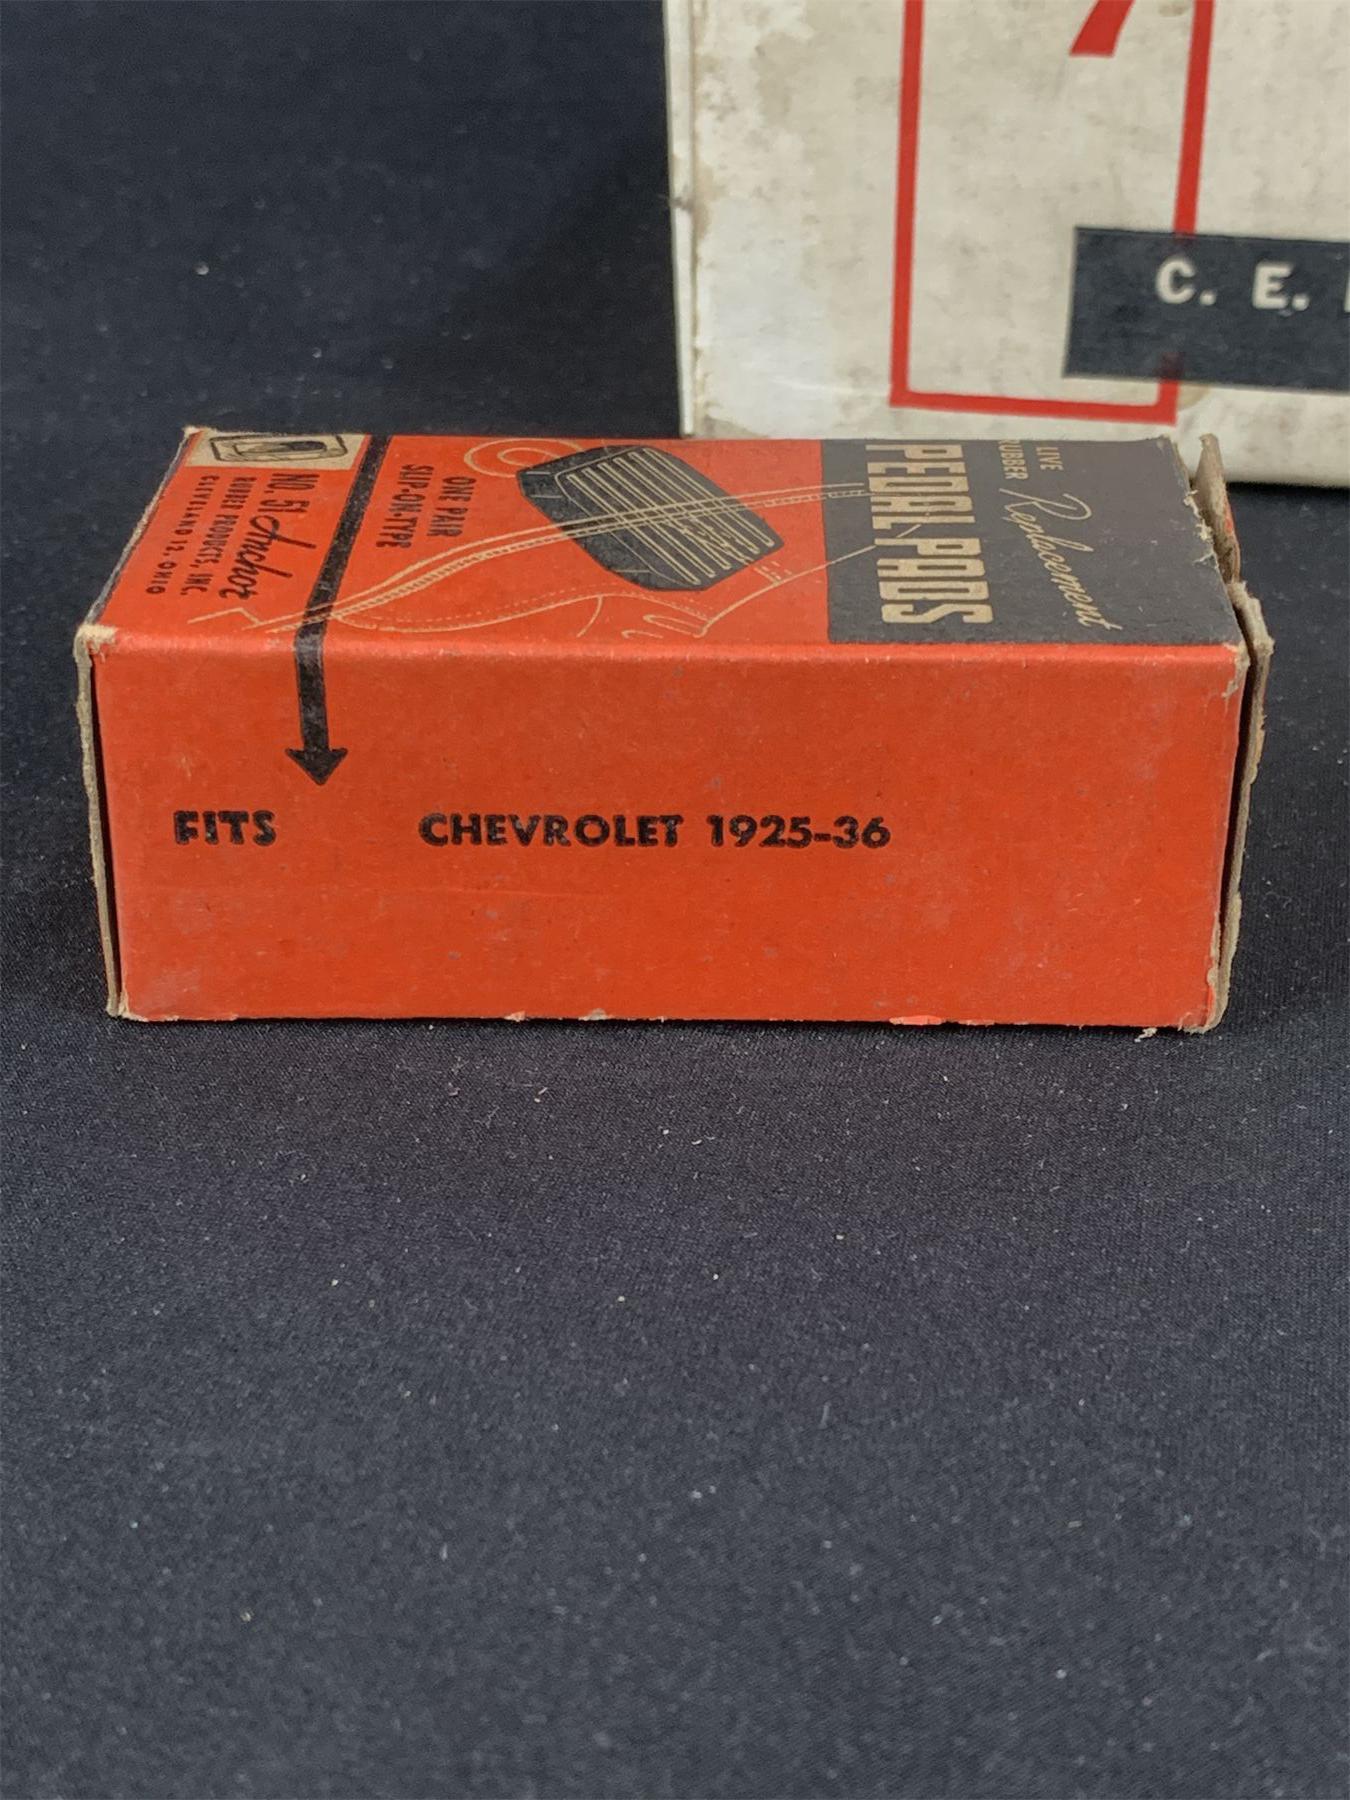 LIVE
RUBBER
Replacement
PEDAL PADS
ONE PAIR
SLIP-ON TYPE
NO. 51
Anchor
RUBBER PRODUCTS, INC.
CLEVELAND 12, OHIO
FITS CHEVROLET 1925-36
C. E.